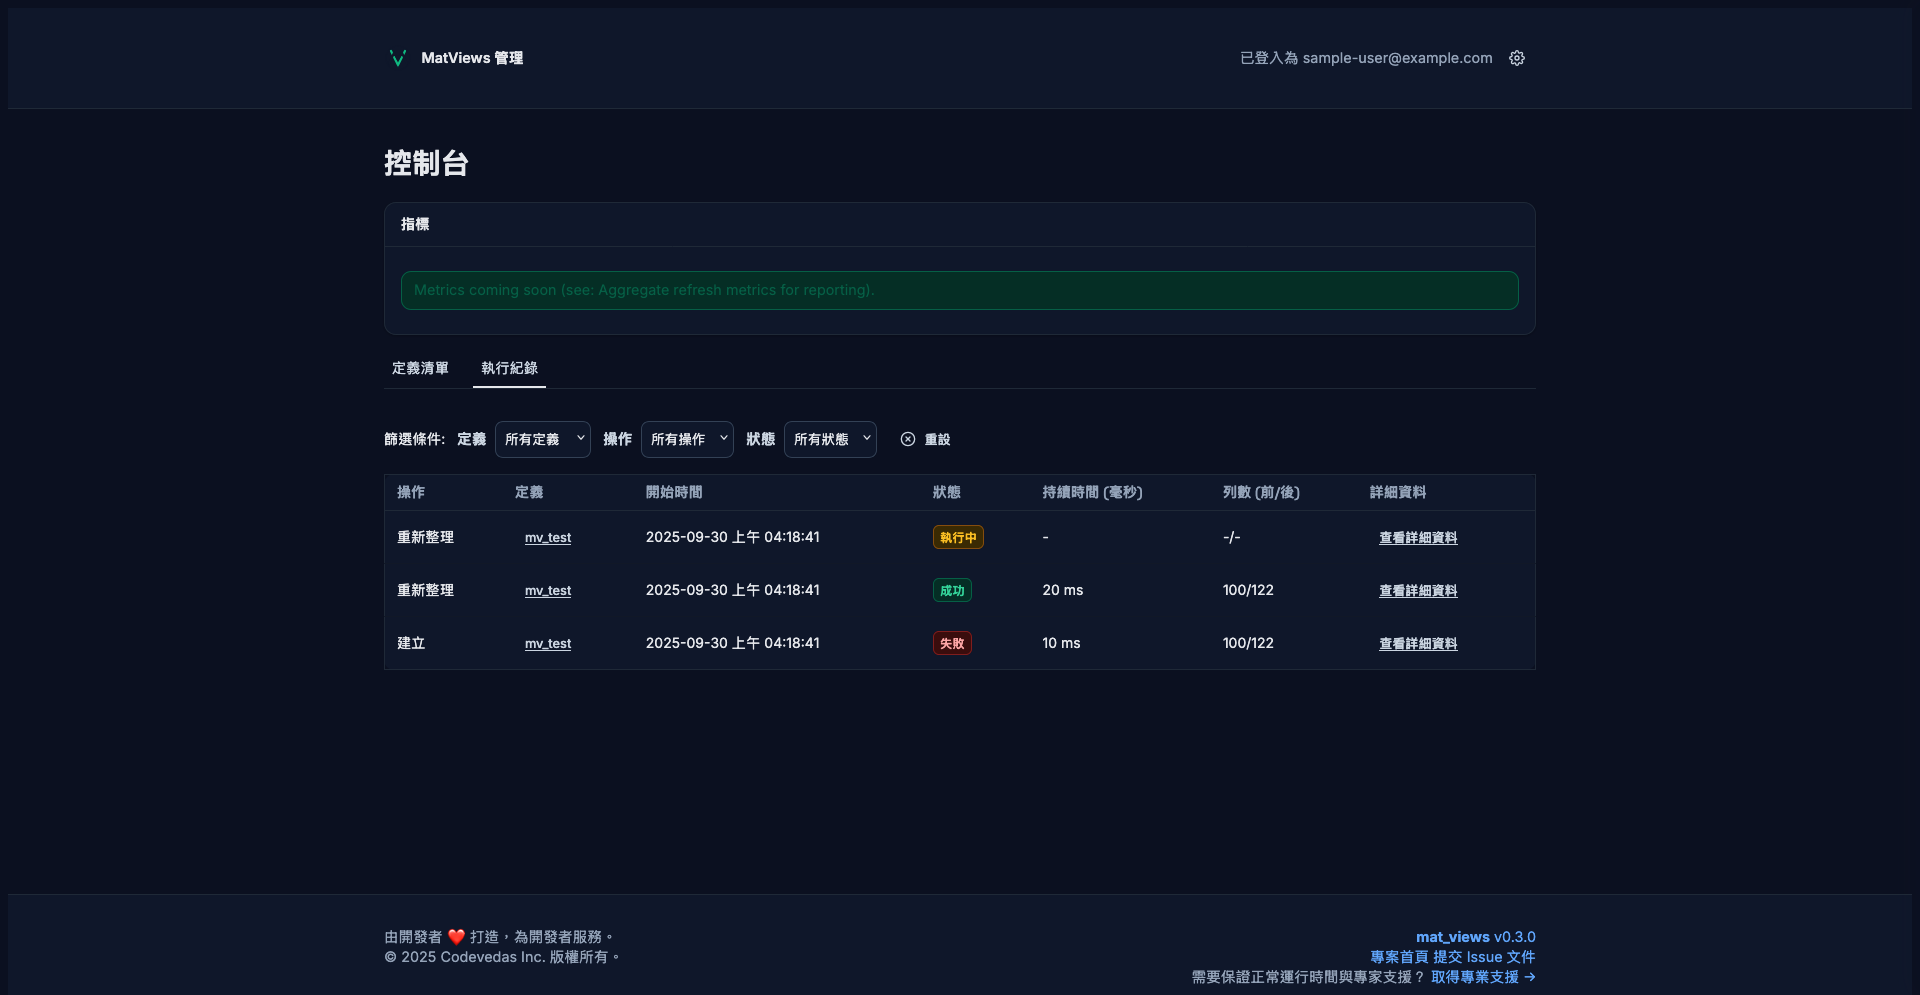 MatViews 管理
已登入為 sample-user@example.com
控制台
指標
Metrics coming soon (see: Aggregate refresh metrics for reporting).
定義清單 執行紀錄
篩選條件: 定義 所有定義 操作 所有操作 狀態 所有狀態 重設
操作 定義 開始時間 狀態 持續時間 (毫秒) 列數 (前/後) 詳細資料
重新整理 mv_test 2025-09-30 上午 04:18:41 執行中 - -/- 查看詳細資料
重新整理 mv_test 2025-09-30 上午 04:18:41 成功 20 ms 100/122 查看詳細資料
建立 mv_test 2025-09-30 上午 04:18:41 失敗 10 ms 100/122 查看詳細資料
由開發者 ❤️ 打造，為開發者服務。
© 2025 Codevedas Inc. 版權所有。
mat_views v0.3.0
專案首頁 提交 Issue 文件
需要保證正常運行時間與專家支援？ 取得專業支援 →